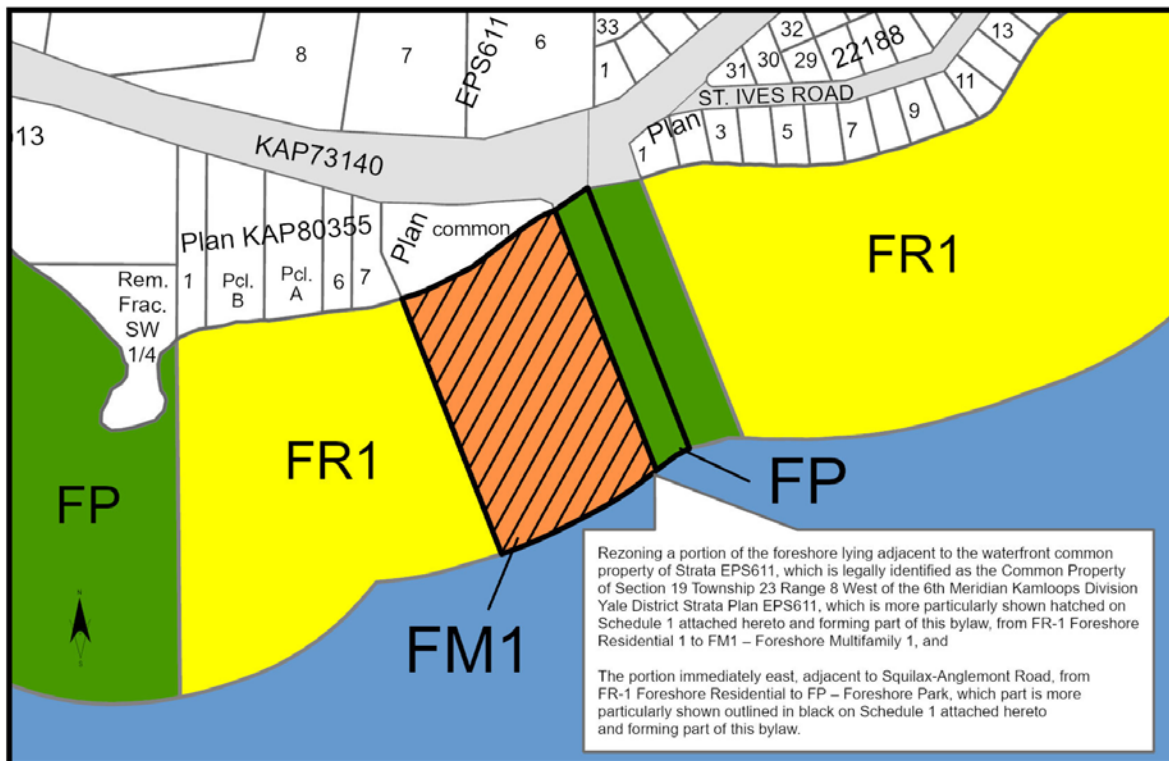 33
32
13
8
7
EPS611
6
22188
1
31
30
29
11
ST. IVES ROAD
9
013
KAP73140
1
Plan
3
5
7
Plan KAP80355
Plan
common
FR1
Rem.
Frac.
SW
1/4
1
Pcl.
B
Pcl.
A
6
7
FR1
FP
FP
N
S
FM1
Rezoning a portion of the foreshore lying adjacent to the waterfront common
property of Strata EPS611, which is legally identified as the Common Property
of Section 19 Township 23 Range 8 West of the 6th Meridian Kamloops Division
Yale District Strata Plan EPS611, which is more particularly shown hatched on
Schedule 1 attached hereto and forming part of this bylaw, from FR-1 Foreshore
Residential 1 to FM1 – Foreshore Multifamily 1, and
The portion immediately east, adjacent to Squilax-Anglemont Road, from
FR-1 Foreshore Residential to FP – Foreshore Park, which part is more
particularly shown outlined in black on Schedule 1 attached hereto
and forming part of this bylaw.